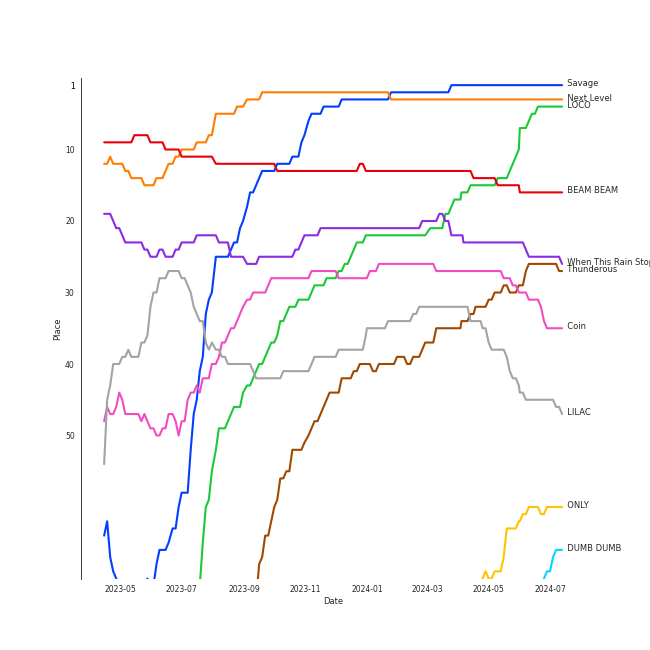 1
10
20
30
40
50
Place
Savage
Next Level
LOCO
BEAM BEAM
When This Rain Stop
Thunderous
Coin
LILAC
ONLY
DUMB DUMB
2023-05
2023-07
2023-09
2023-11
2024-01
2024-03
2024-05
2024-07
Date